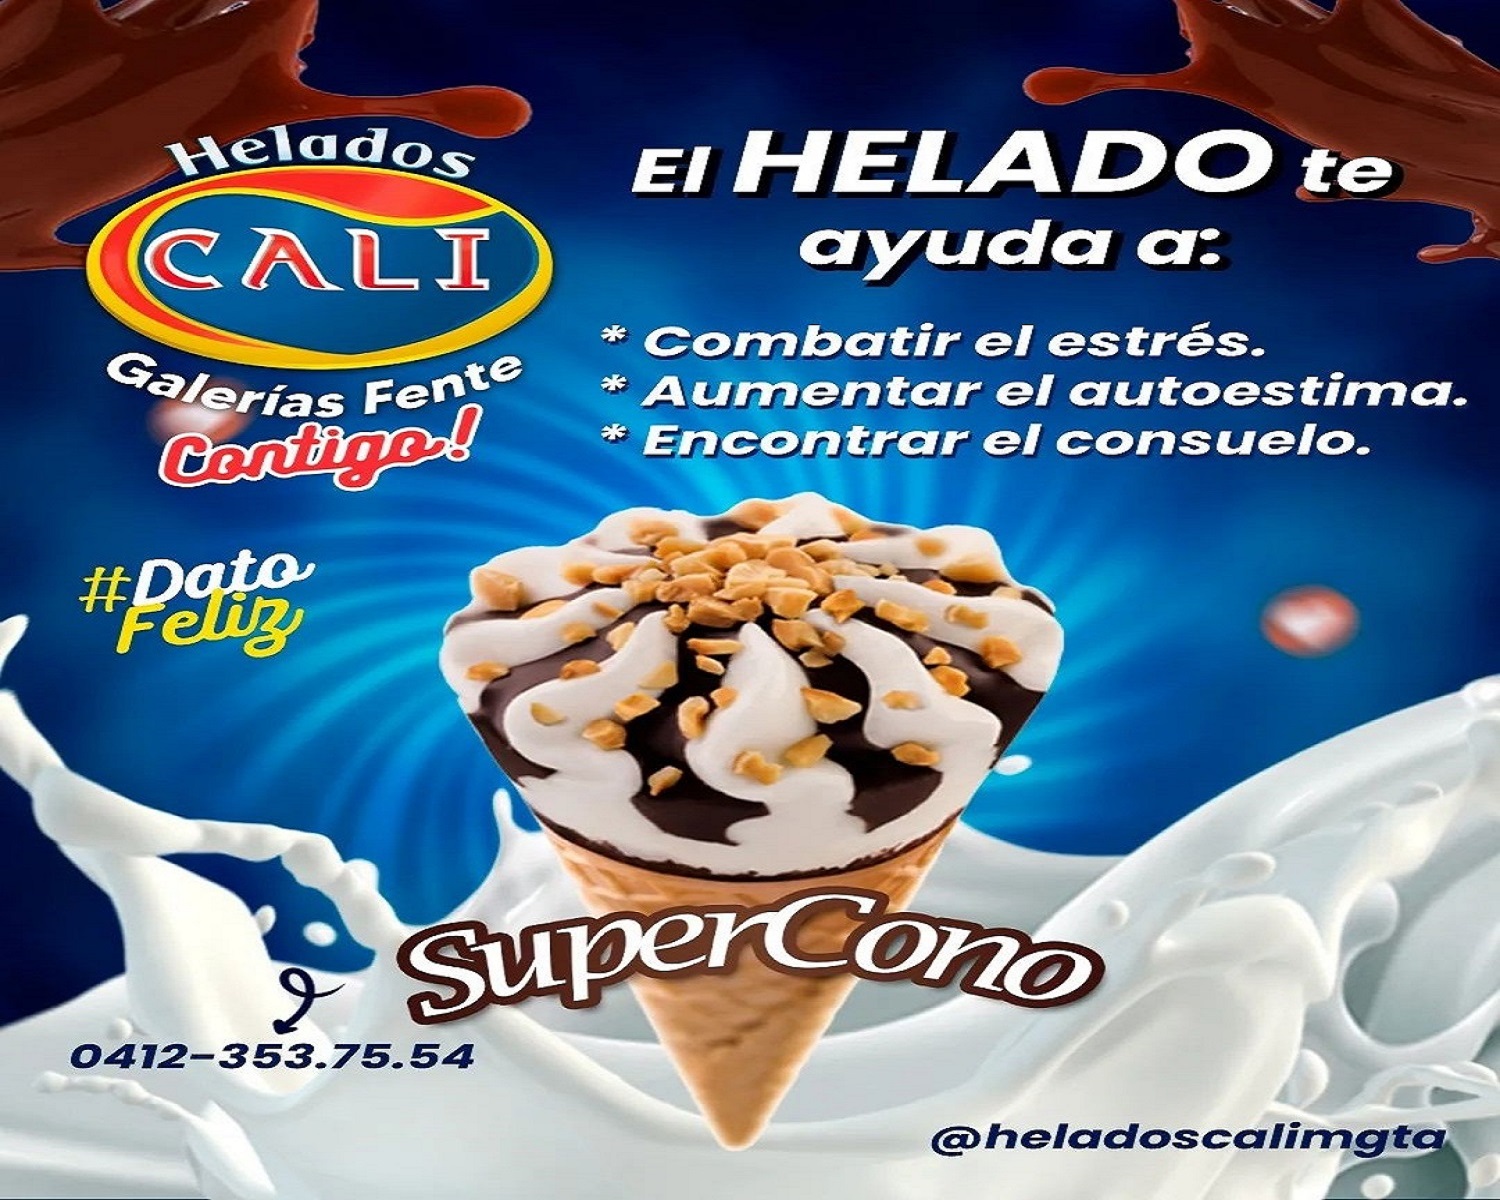 Helados
CALI
Galerías Fente
Contigo!
El HELADO te
ayuda a:
* Combatir el estrés.
* Aumentar el autoestima.
* Encontrar el consuelo.
#Dato
Feliz
SuperCono
0412-353.75.54
@heladoscalimgta